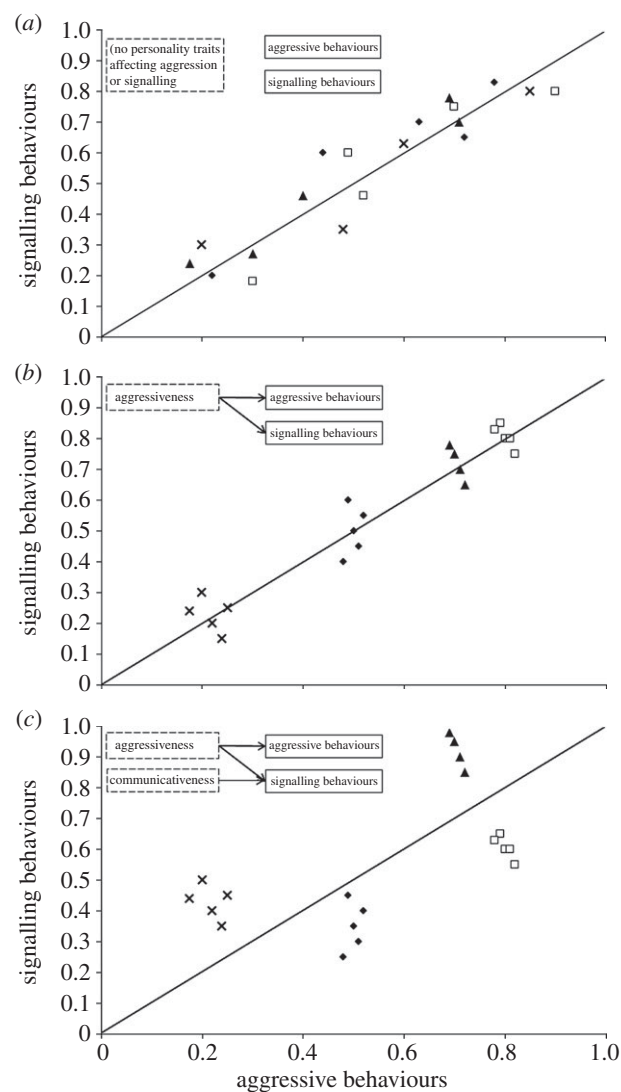 (a)
1.0
(no personality traits
affecting aggression
or signalling
aggressive behaviours
signalling behaviours
0.9
0.8
0.7
0.6
0.5
0.4
0.3
0.2
0.1
0
signalling behaviours
(b)
1.0
aggressiveness
aggressive behaviours
signalling behaviours
0.9
0.8
0.7
0.6
0.5
0.4
0.3
0.2
0.1
0
signalling behaviours
(c)
1.0
aggressiveness
aggressive behaviours
communicativeness
signalling behaviours
0.9
0.8
0.7
0.6
0.5
0.4
0.3
0.2
0.1
0
signalling behaviours
0 0.2 0.4 0.6 0.8 1.0
aggressive behaviours